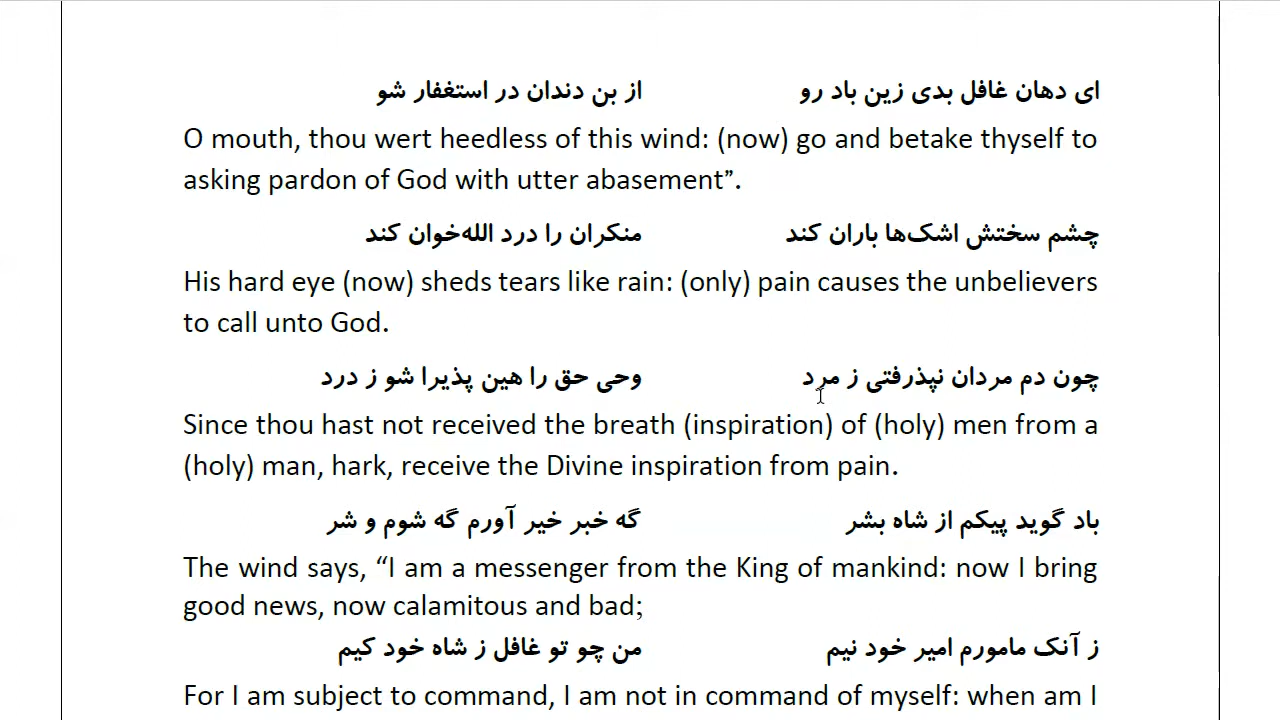 ای دهان غافل بدی زین باد رو از بن دندان در استغفار شو
O mouth, thou wert heedless of this wind: (now) go and betake thyself to
asking pardon of God with utter abasement”.
چشم سختش اشک‌ها باران کند منکران را درد الله‌خوان کند
His hard eye (now) sheds tears like rain: (only) pain causes the unbelievers
to call unto God.
چون دم مردان نپذرفتی ز مرد وحی حق را هین پذیرا شو ز درد
Since thou hast not received the breath (inspiration) of (holy) men from a
(holy) man, hark, receive the Divine inspiration from pain.
باد گوید پیکم از شاه بشر گه خبر خیر آورم گه شوم و شر
The wind says, “I am a messenger from the King of mankind: now I bring
good news, now calamitous and bad;
ز آنک مامورم امیر خود نیم من چو تو غافل ز شاه خود کیم
For I am subject to command, I am not in command of myself: when am I